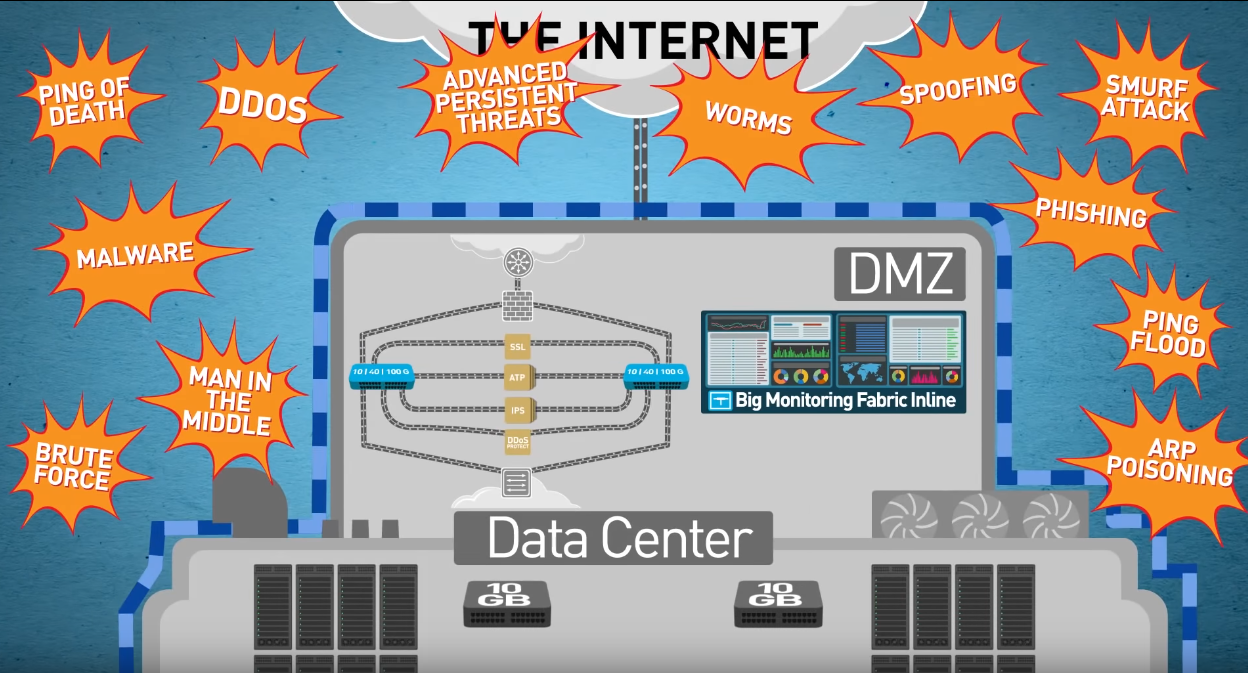 THE INTERNET
PING OF
DEATH
DDOS
ADVANCED
PERSISTENT
THREATS
WORMS
SPOOFING
SMURF
ATTACK
MALWARE
PHISHING
DMZ
SSL
10 / 40 | 100 G
ATP
10 / 40 | 100 G
IPS
DDoS
PROTECT
Big Monitoring Fabric Inline
PING
FLOOD
MAN IN
THE
MIDDLE
BRUTE
FORCE
ARP
POISONING
Data Center
10
GB
10
GB